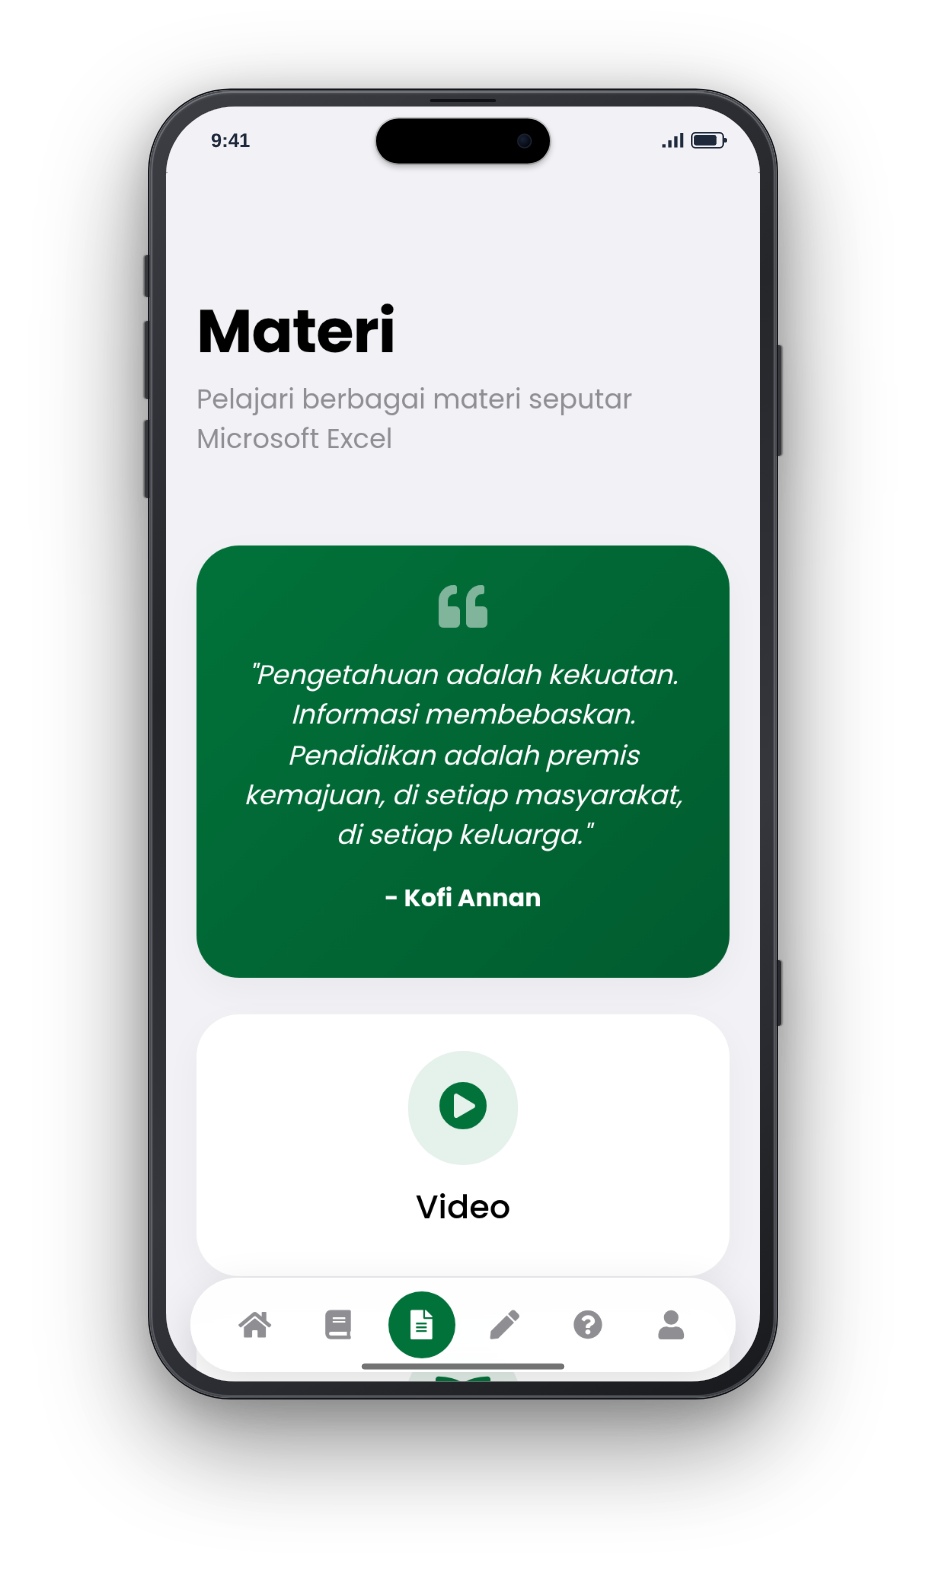 9:41
Materi
Pelajari berbagai materi seputar
Microsoft Excel
"Pengetahuan adalah kekuatan.
Informasi membebaskan.
Pendidikan adalah premis
kemajuan, di setiap masyarakat,
di setiap keluarga."
- Kofi Annan
Video